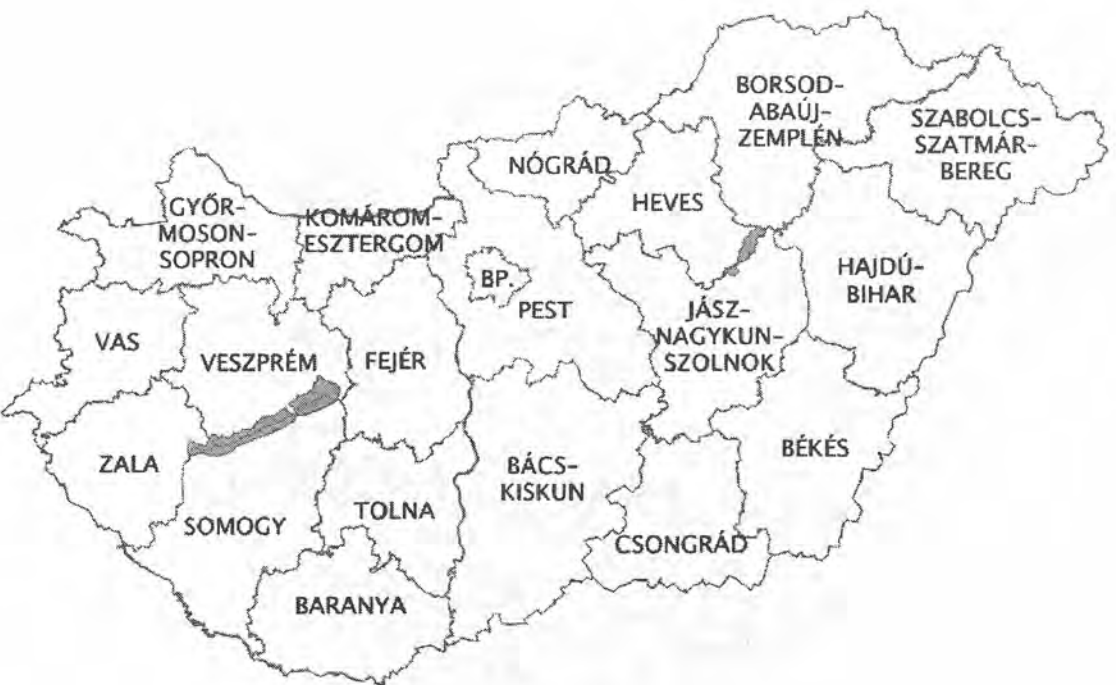 BORSOD-
ABAÚJ-
ZEMPLÉN
SZABOLCS-
SZATMÁR-
BEREG
NÓGRÁD
HEVES
GYŐR-
MOSON-
SOPRON
KOMÁROM-
ESZTERGOM
HAJDÚ-
BIHAR
BP.
PEST
JÁSZ-
NAGYKUN-
SZOLNOK
VAS
VESZPRÉM
FEJÉR
ZALA
BÁCS-
KISKUN
BÉKÉS
SOMOGY
TOLNA
CSONGRÁD
BARANYA